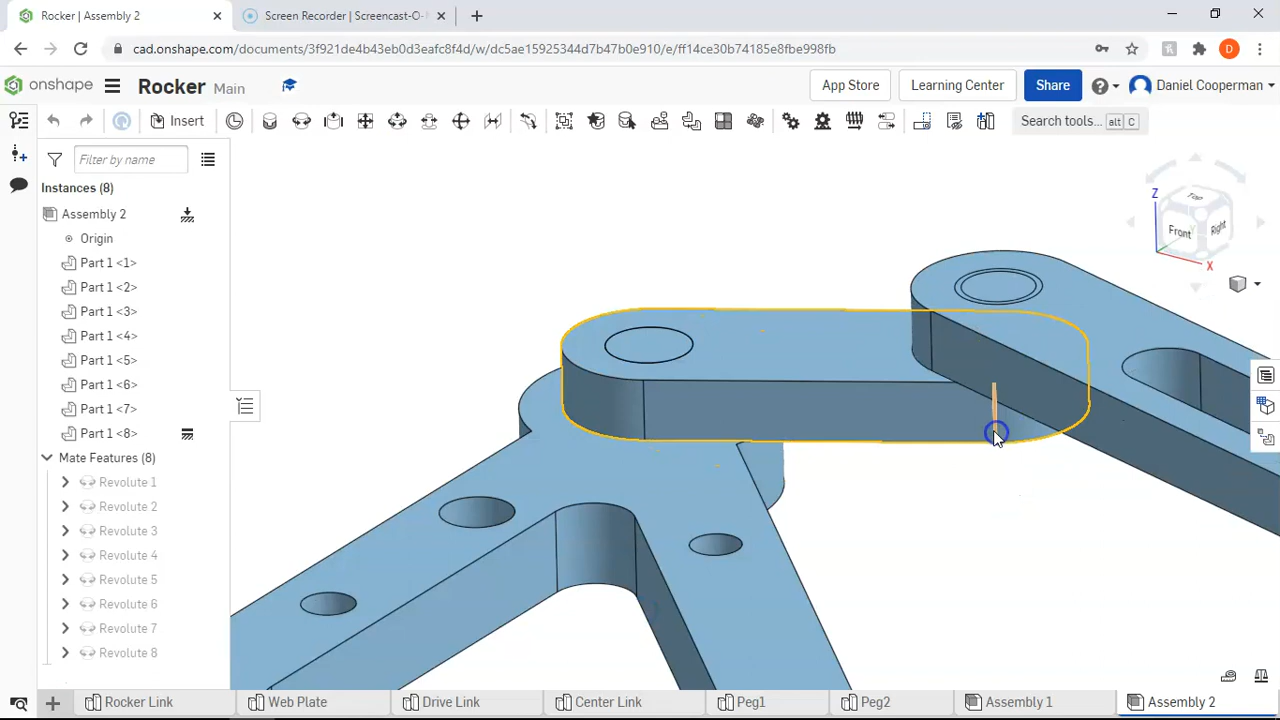 Rocker | Assembly 2
Screen Recorder | Screencast-O-
cad.onshape.com/documents/3f921de4b43eb0d3eafc8f4d/w/dc5ae15925344d7b47b0e910/e/ff14ce30b74185e8fbe998fb
D
onshape
Rocker Main
App Store
Learning Center
Share
Daniel Cooperman
Insert
Search tools... alt C
Filter by name
Instances (8)
Assembly 2
Origin
Part 1 <1>
Part 1 <2>
Part 1 <3>
Part 1 <4>
Part 1 <5>
Part 1 <6>
Part 1 <7>
Part 1 <8>
Mate Features (8)
Revolute 1
Revolute 2
Revolute 3
Revolute 4
Revolute 5
Revolute 6
Revolute 7
Revolute 8
Z
Top
Front
Right
X
Rocker Link
Web Plate
Drive Link
Center Link
Peg1
Peg2
Assembly 1
Assembly 2